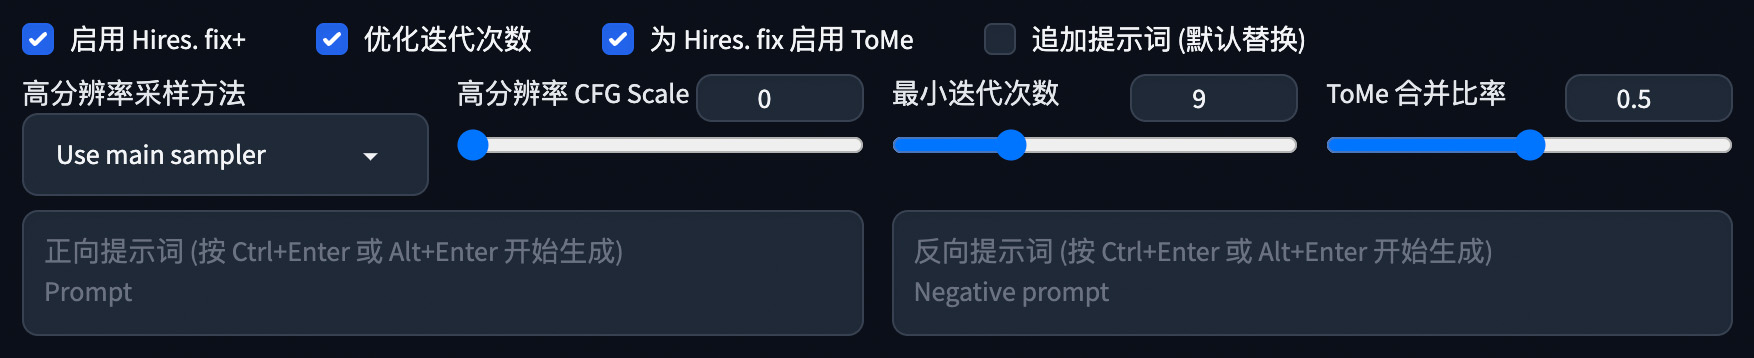 启用 Hires. fix+
优化迭代次数
为 Hires. fix 启用 ToMe
追加提示词 (默认替换)
高分辨率采样方法
Use main sampler
高分辨率 CFG Scale
0
最小迭代次数
9
ToMe 合并比率
0.5
正向提示词 (按 Ctrl+Enter 或 Alt+Enter 开始生成)
Prompt
反向提示词 (按 Ctrl+Enter 或 Alt+Enter 开始生成)
Negative prompt